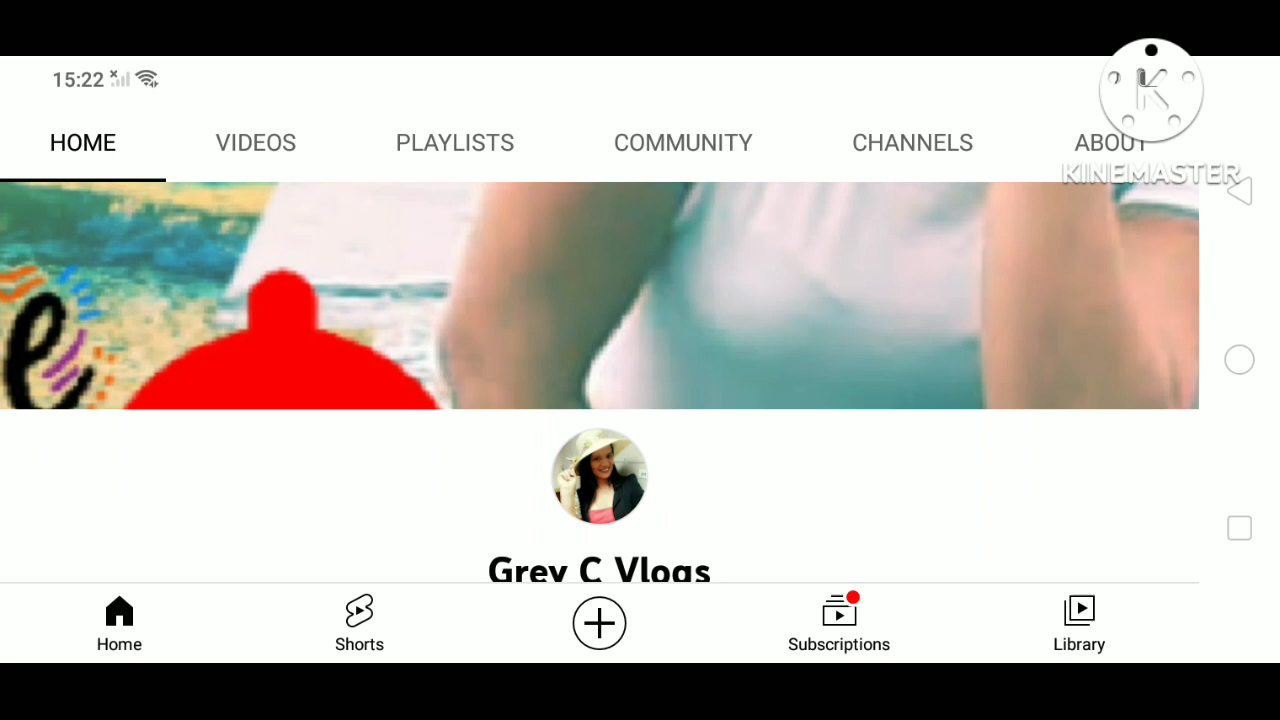 15:22
HOME VIDEOS PLAYLISTS COMMUNITY CHANNELS ABOUT
KINEMASTER
e
Grey C Vlogs
Home Shorts Subscriptions Library